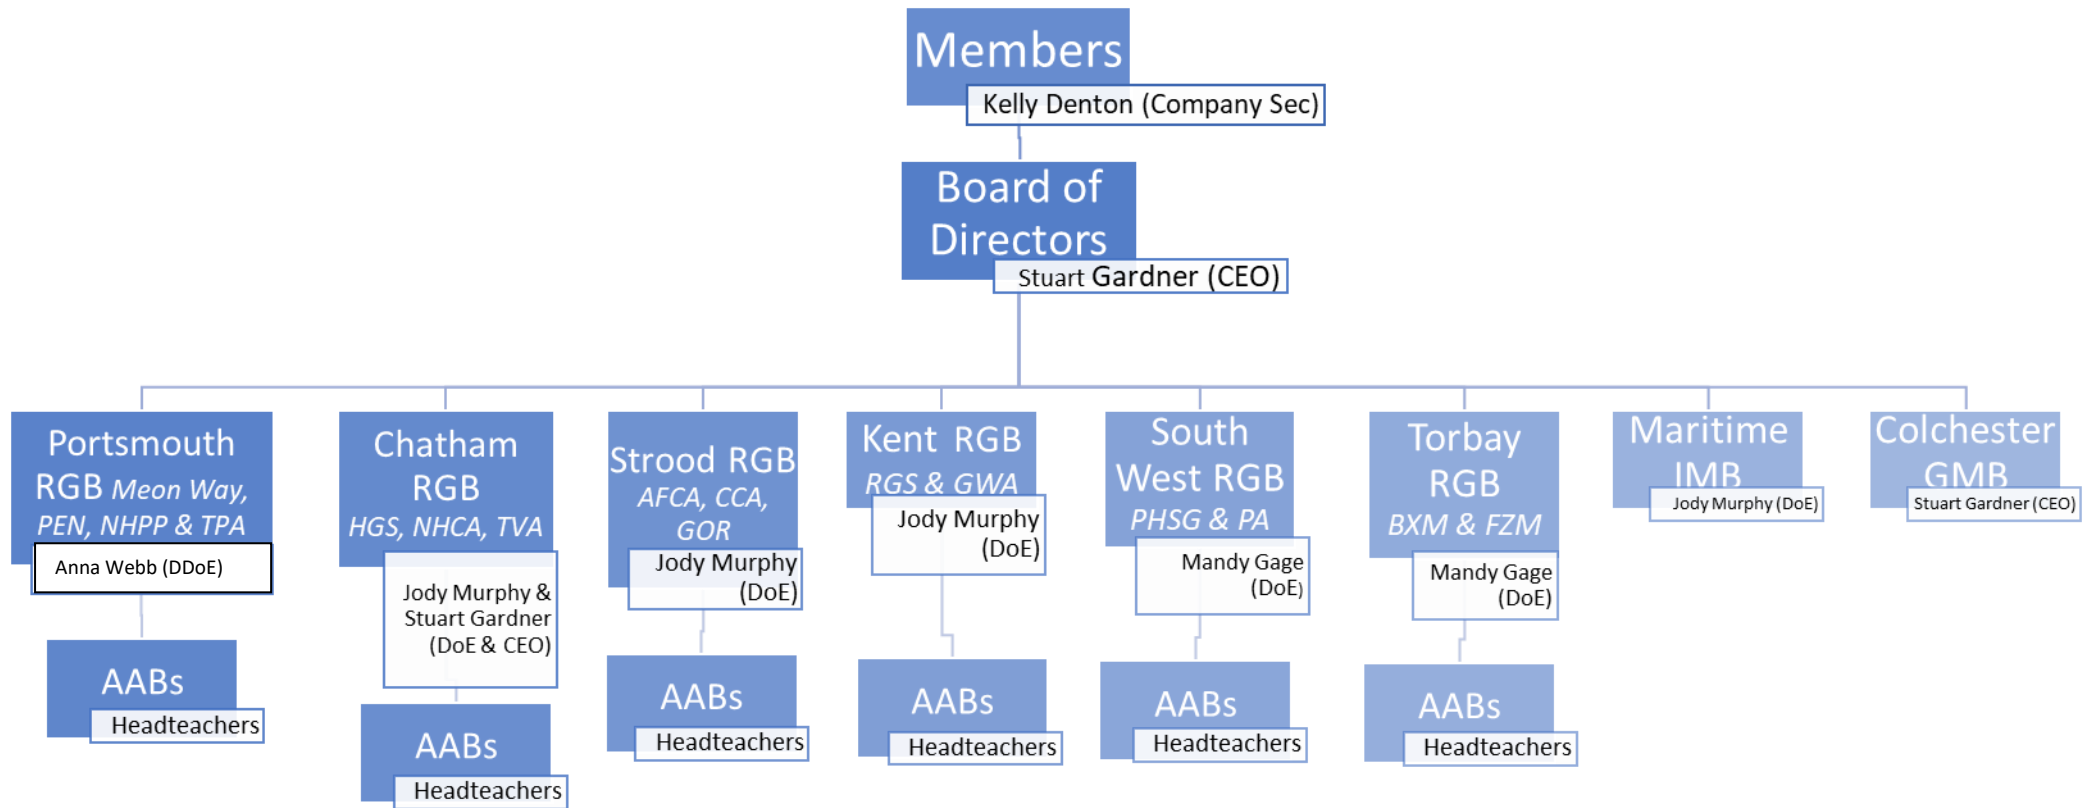 Members
Kelly Denton (Company Sec)
Board of
Directors
Stuart Gardner (CEO)
Portsmouth
RGB Meon Way,
PEN, NHPP & TPA
Anna Webb (DDoE)
AABs
Headteachers
Chatham
RGB
HGS, NHCA, TVA
Jody Murphy &
Stuart Gardner
(DoE & CEO)
AABs
Headteachers
Strood RGB
AFCA, CCA,
GOR
Jody Murphy
(DoE)
AABs
Headteachers
Kent RGB
RGS & GWA
Jody Murphy
(DoE)
AABs
Headteachers
South
West RGB
PHSG & PA
Mandy Gage
(DoE)
AABs
Headteachers
Torbay
RGB
BXM & FZM
Mandy Gage
(DoE)
AABs
Headteachers
Maritime
IMB
Jody Murphy (DoE)
Colchester
GMB
Stuart Gardner (CEO)